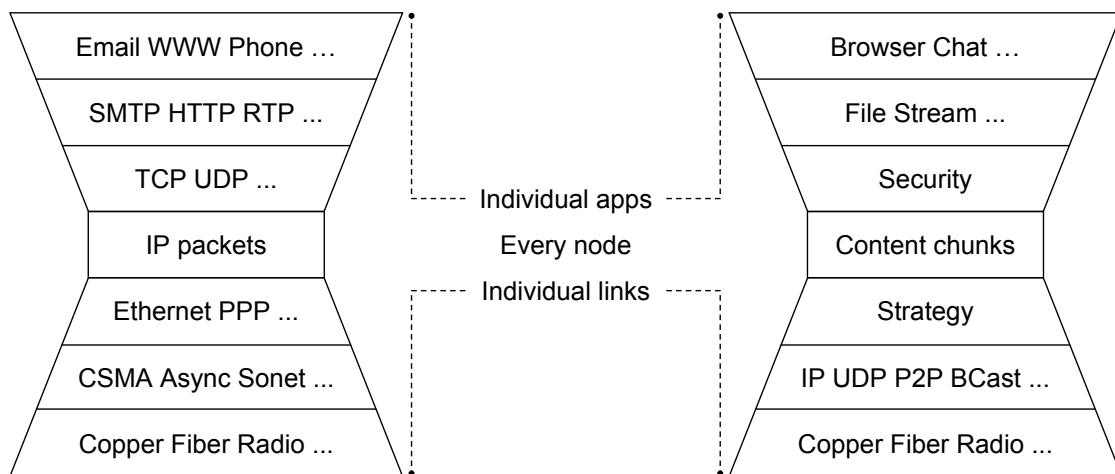 Email WWW Phone …
SMTP HTTP RTP ...
TCP UDP ...
IP packets
Ethernet PPP ...
CSMA Async Sonet ...
Copper Fiber Radio ...
Individual apps
Every node
Individual links
Browser Chat …
File Stream ...
Security
Content chunks
Strategy
IP UDP P2P BCast ...
Copper Fiber Radio ...